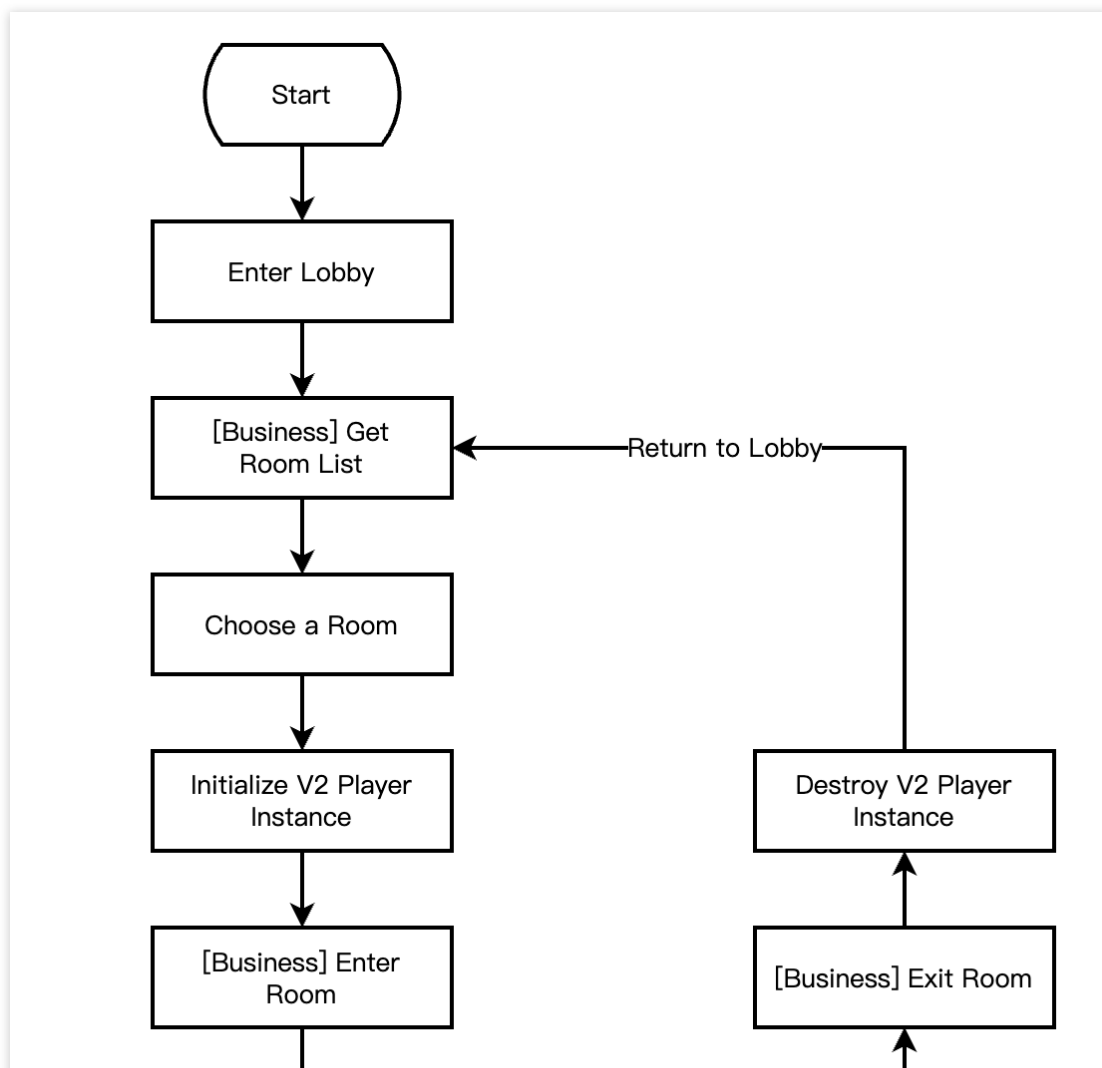 Start
Enter Lobby
[Business] Get
Room List
Return to Lobby
Choose a Room
Initialize V2 Player
Instance
Destroy V2 Player
Instance
[Business] Enter
Room
[Business] Exit Room